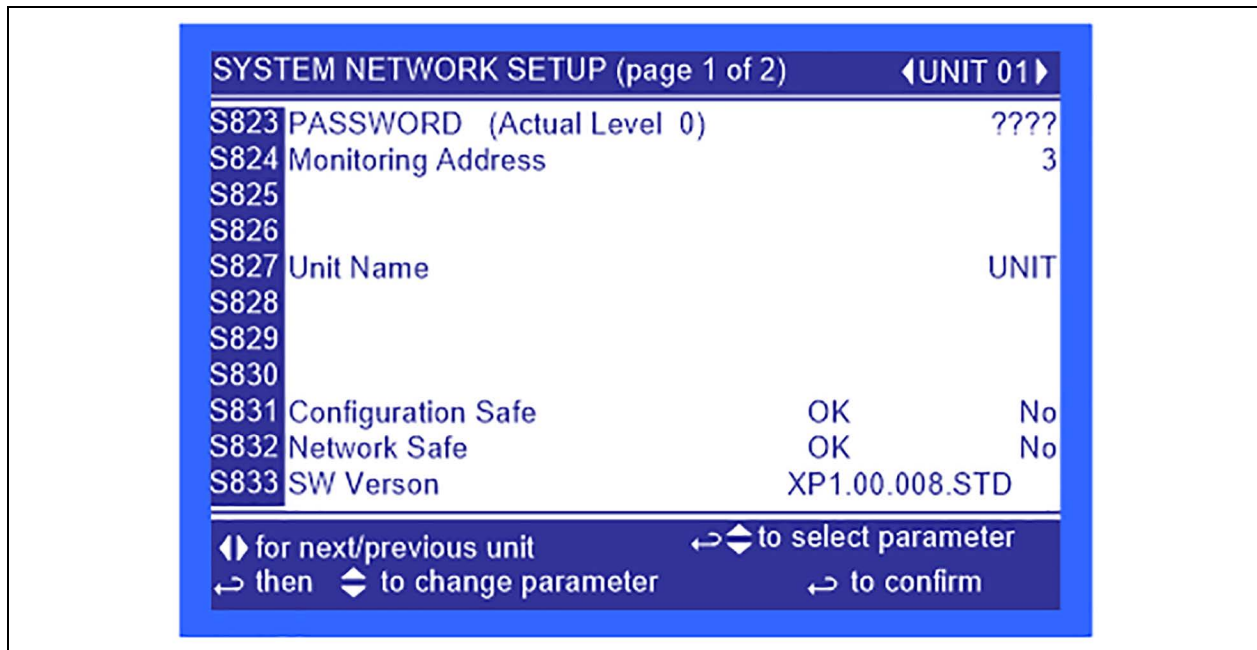 SYSTEM NETWORK SETUP (page 1 of 2) UNIT 01
S823 PASSWORD (Actual Level 0) ????
S824 Monitoring Address 3
S825
S826
S827 Unit Name UNIT
S828
S829
S830
S831 Configuration Safe OK No
S832 Network Safe OK No
S833 SW Verson XP1.00.008.STD
for next/previous unit to select parameter
then to change parameter to confirm